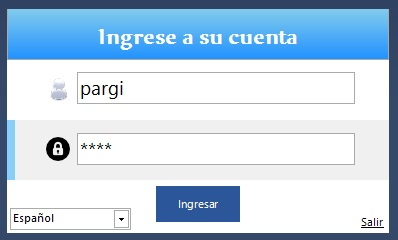 Ingrese a su cuenta
pargi
****
Ingresar
Español
Salir